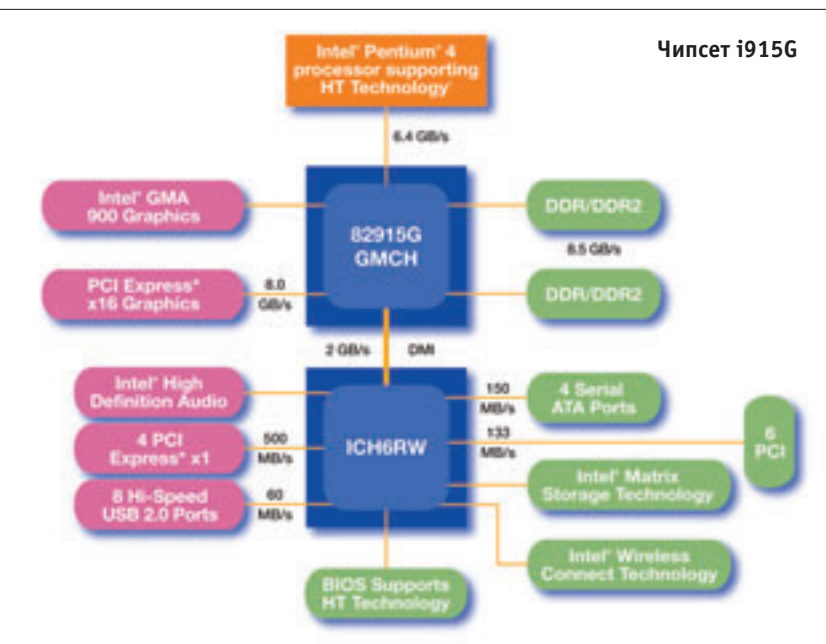 Чипсет i915G
Intel® Pentium® 4
processor supporting
HT Technology
6.4 GB/s
Intel® GMA
900 Graphics
82915G
GMCH
DDR/DDR2
8.5 GB/s
PCI Express*
x16 Graphics
8.0
GB/s
DDR/DDR2
2 GB/s
DMI
Intel® High
Definition Audio
150
MB/s
4 Serial
ATA Ports
4 PCI
Express* x1
500
MB/s
ICH6RW
133
MB/s
6
PCI
8 Hi-Speed
USB 2.0 Ports
60
MB/s
Intel® Matrix
Storage Technology
Intel® Wireless
Connect Technology
BIOS Supports
HT Technology